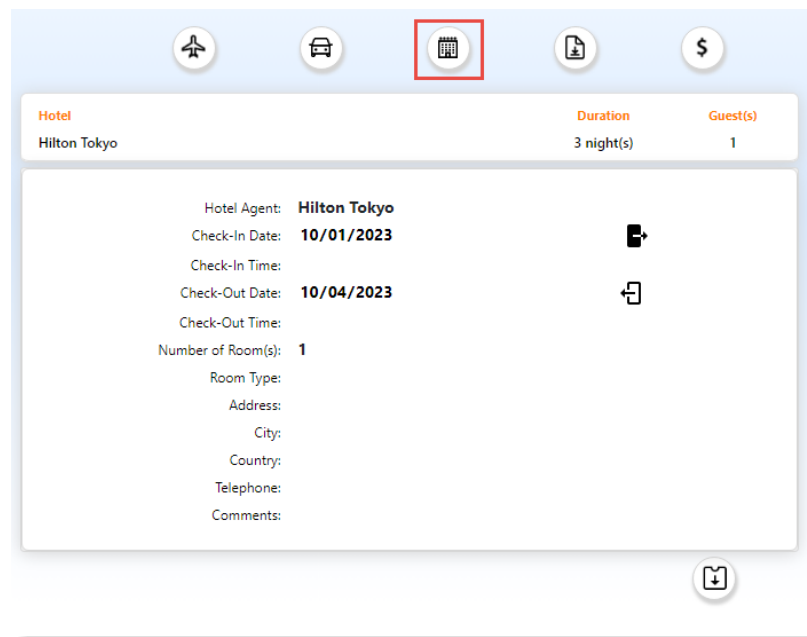 $
Hotel Duration Guest(s)
Hilton Tokyo 3 night(s) 1
Hotel Agent: Hilton Tokyo
Check-In Date: 10/01/2023
Check-In Time:
Check-Out Date: 10/04/2023
Check-Out Time:
Number of Room(s): 1
Room Type:
Address:
City:
Country:
Telephone:
Comments: